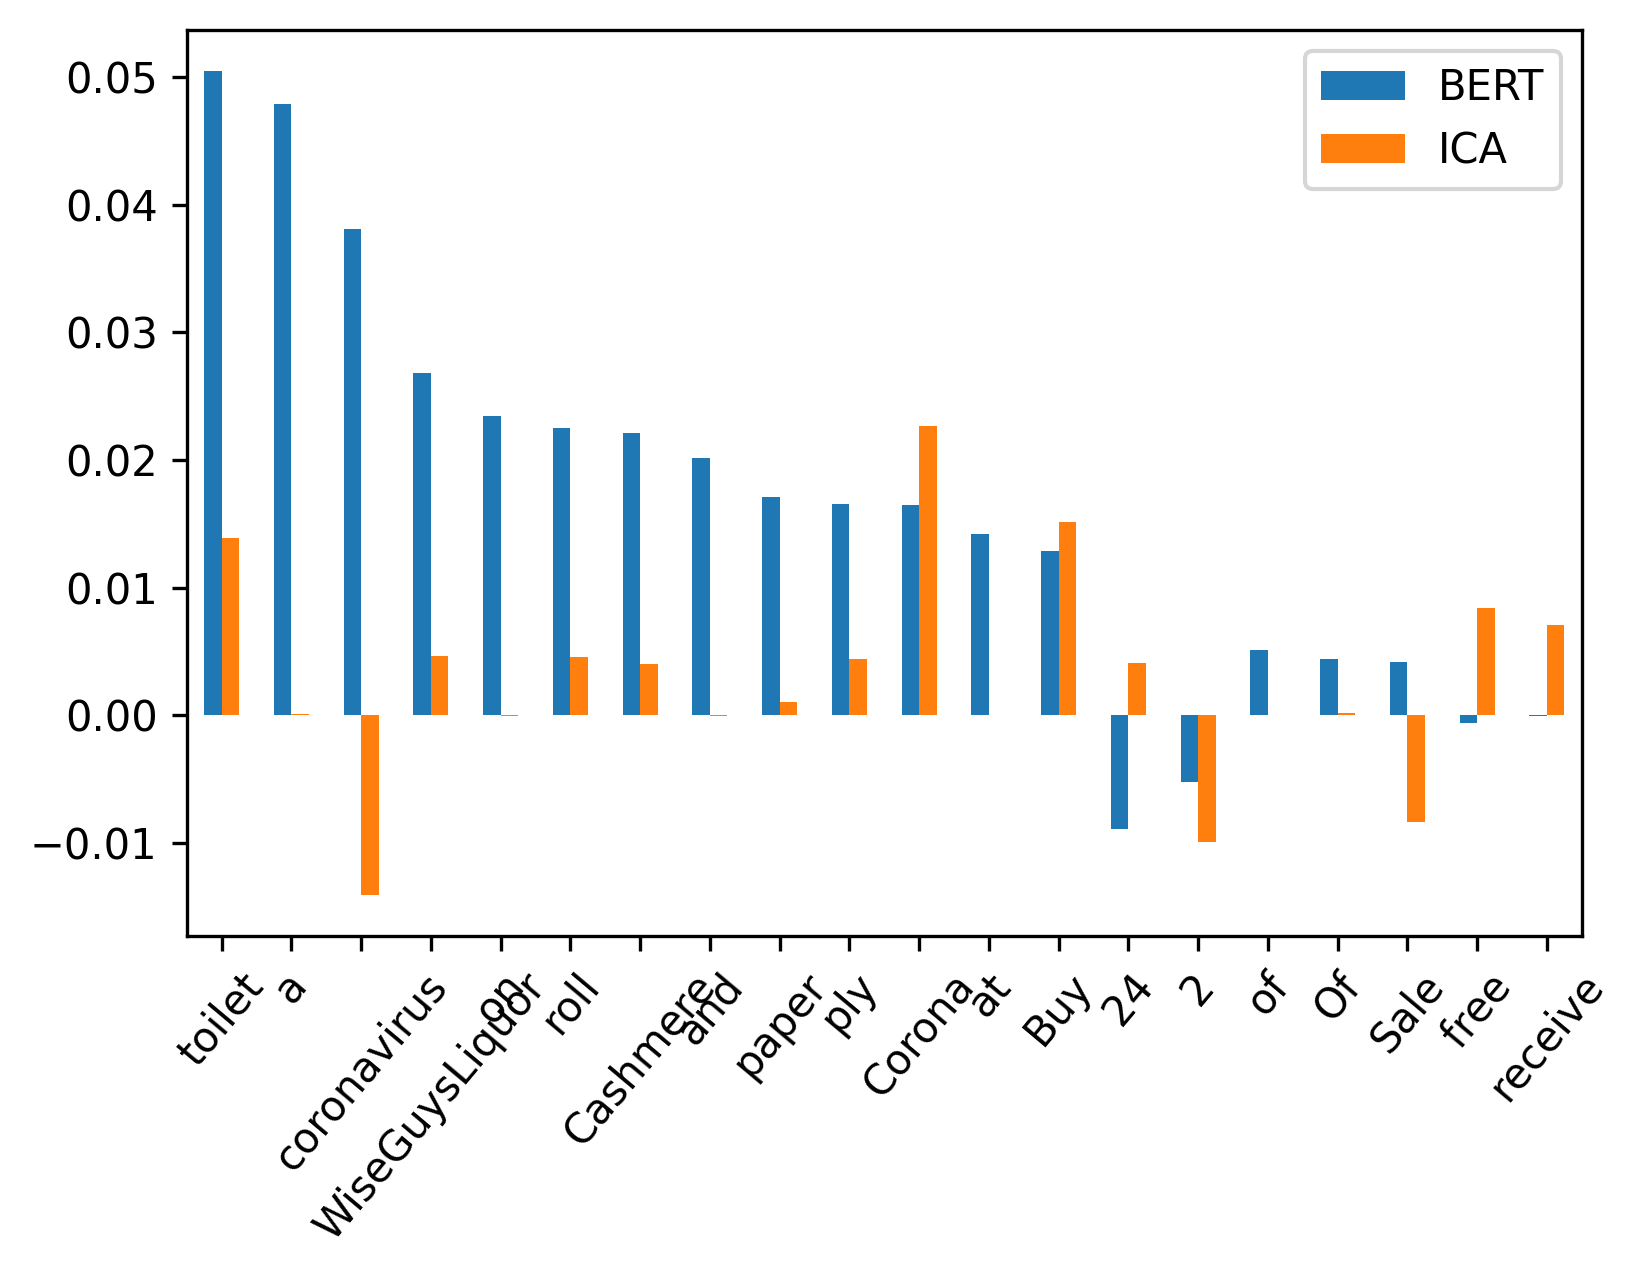 0.05
0.04
0.03
0.02
0.01
0.00
−0.01
BERT
ICA
toilet
a
coronavirus
WiseGuysLiquor
on
roll
Cashmere
and
paper
ply
Corona
at
Buy
24
2
of
Of
Sale
free
receive